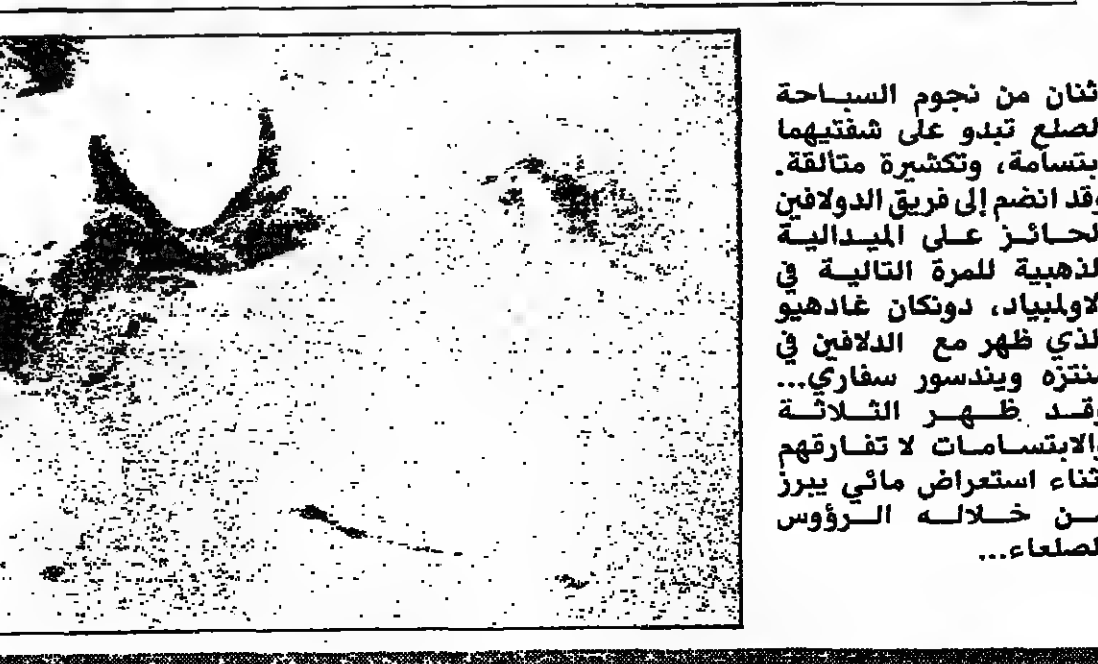 ثنان من نجوم السباحة
لصلع تبدو على شفتيهما
بتسامة، وتكشيرة متألقة.
وقد انضم إلى فريق الدولافين
لحائز على الميدالية
لذهبية للمرة التالية في
لاولمبياد، دونكان غادهيو
لذي ظهر مع الدلافين في
منتزه ويندسور سفاري...
وقد ظهر الثلاثة
والابتسامات لا تفارقهم
ثناء استعراض مائي يبرز
من خلاله الرؤوس
لصلعاء...